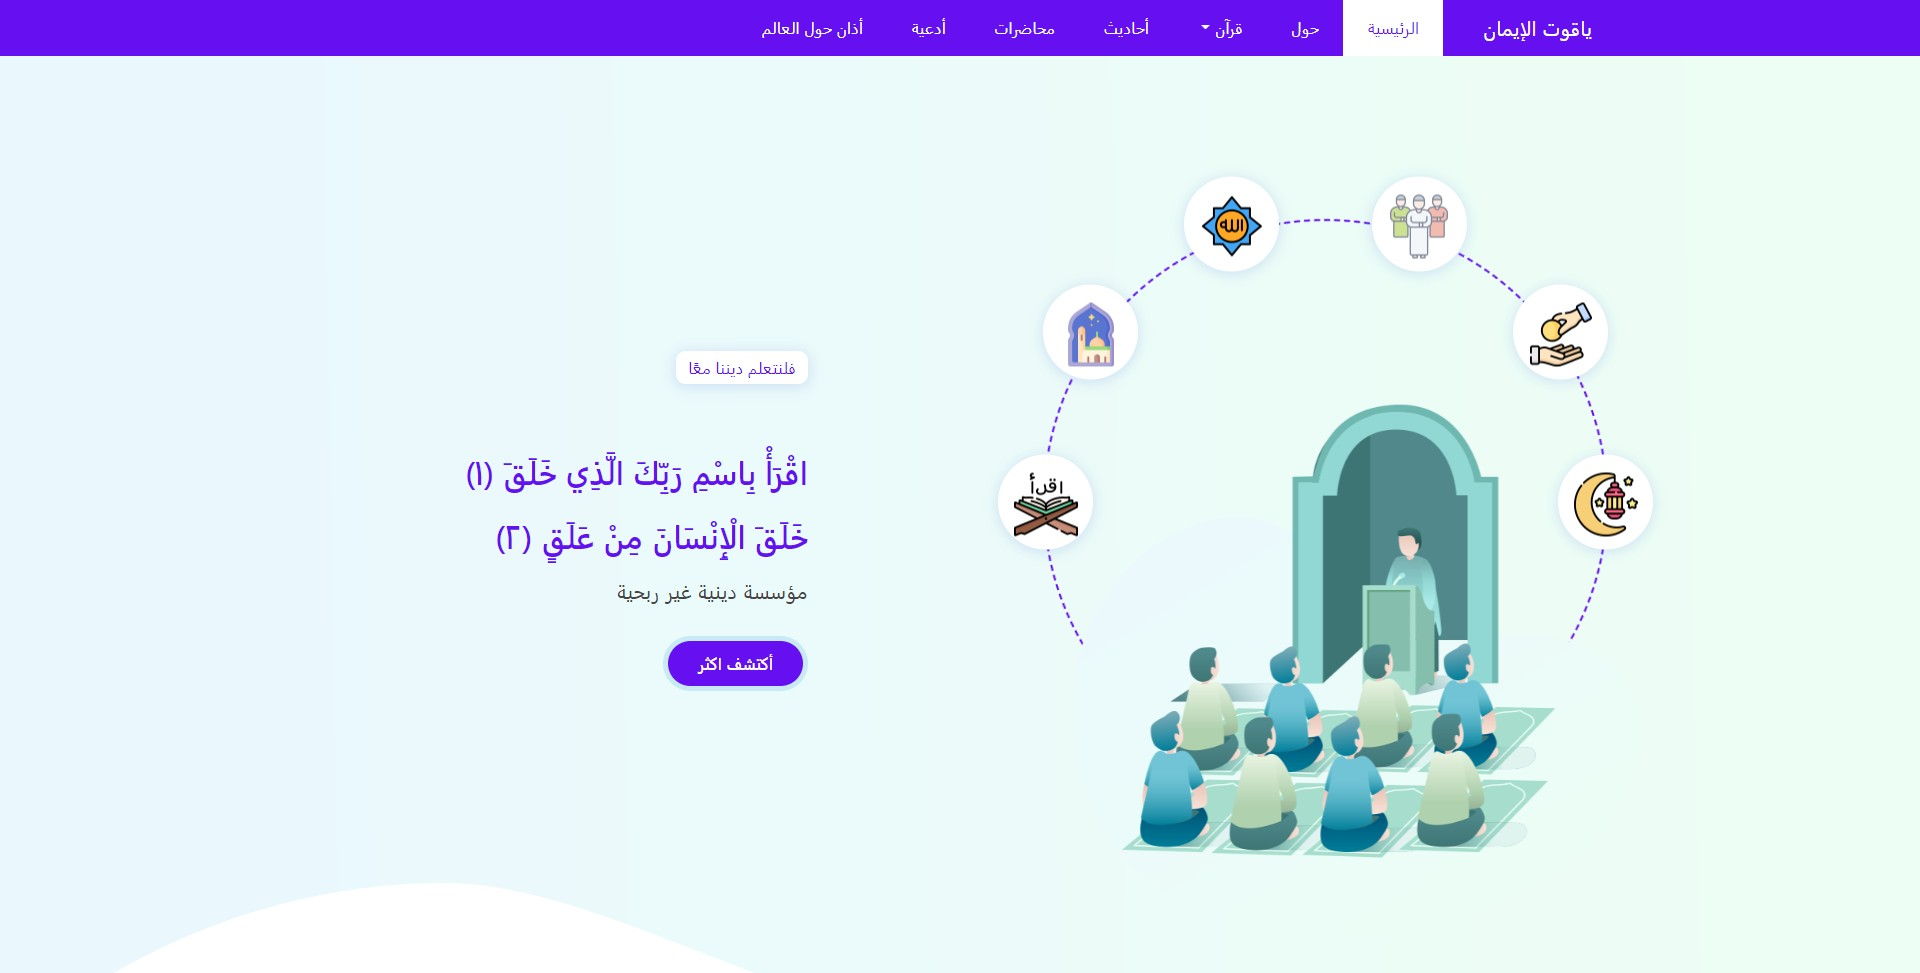 ياقوت الإيمان
الرئيسية
حول
قرآن
أحاديث
محاضرات
أدعية
أذان حول العالم
الله
اقرأ
فلنتعلم ديننا معًا
اقْرَأْ بِاسْمِ رَبِّكَ الَّذِي خَلَقَ (١)
خَلَقَ الْإِنْسَانَ مِنْ عَلَقٍ (٢)
مؤسسة دينية غير ربحية
أكتشف اكثر